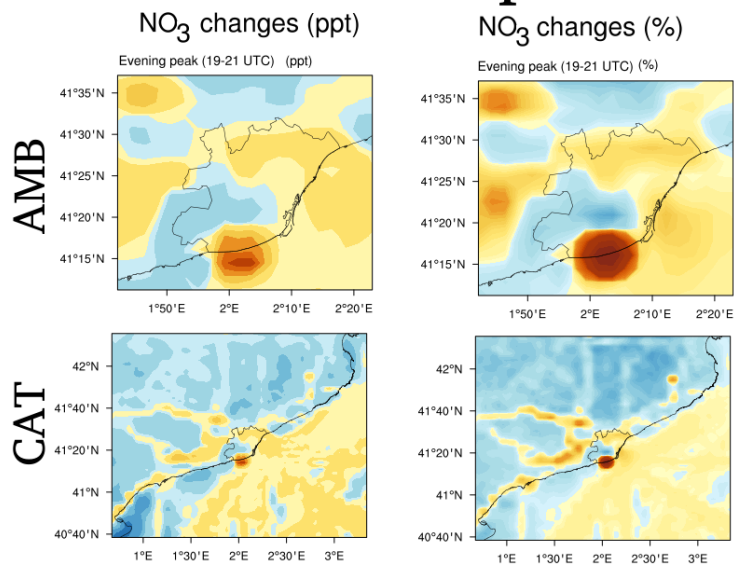 NO3 changes (ppt)
NO3 changes (%)
Evening peak (19-21 UTC) (ppt)
Evening peak (19-21 UTC) (%)
AMB
41°35'N
41°30'N
41°25'N
41°20'N
41°15'N
1°50'E 2°E 2°10'E 2°20'E
41°35'N
41°30'N
41°25'N
41°20'N
41°15'N
1°50'E 2°E 2°10'E 2°20'E
CAT
42°N
41°40'N
41°20'N
41°N
40°40'N
1°E 1°30'E 2°E 2°30'E 3°E
42°N
41°40'N
41°20'N
41°N
40°40'N
1°E 1°30'E 2°E 2°30'E 3°E